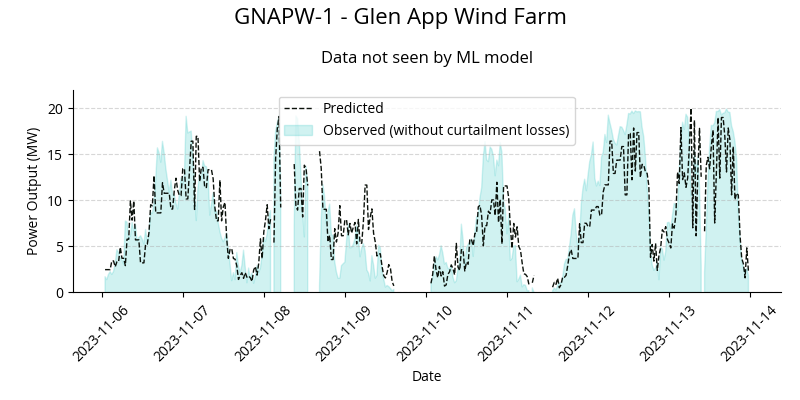 GNAPW-1 - Glen App Wind Farm
Data not seen by ML model
Power Output (MW)
20
15
10
5
0
Predicted
Observed (without curtailment losses)
2023-11-06
2023-11-07
2023-11-08
2023-11-09
2023-11-10
2023-11-11
2023-11-12
2023-11-13
2023-11-14
Date